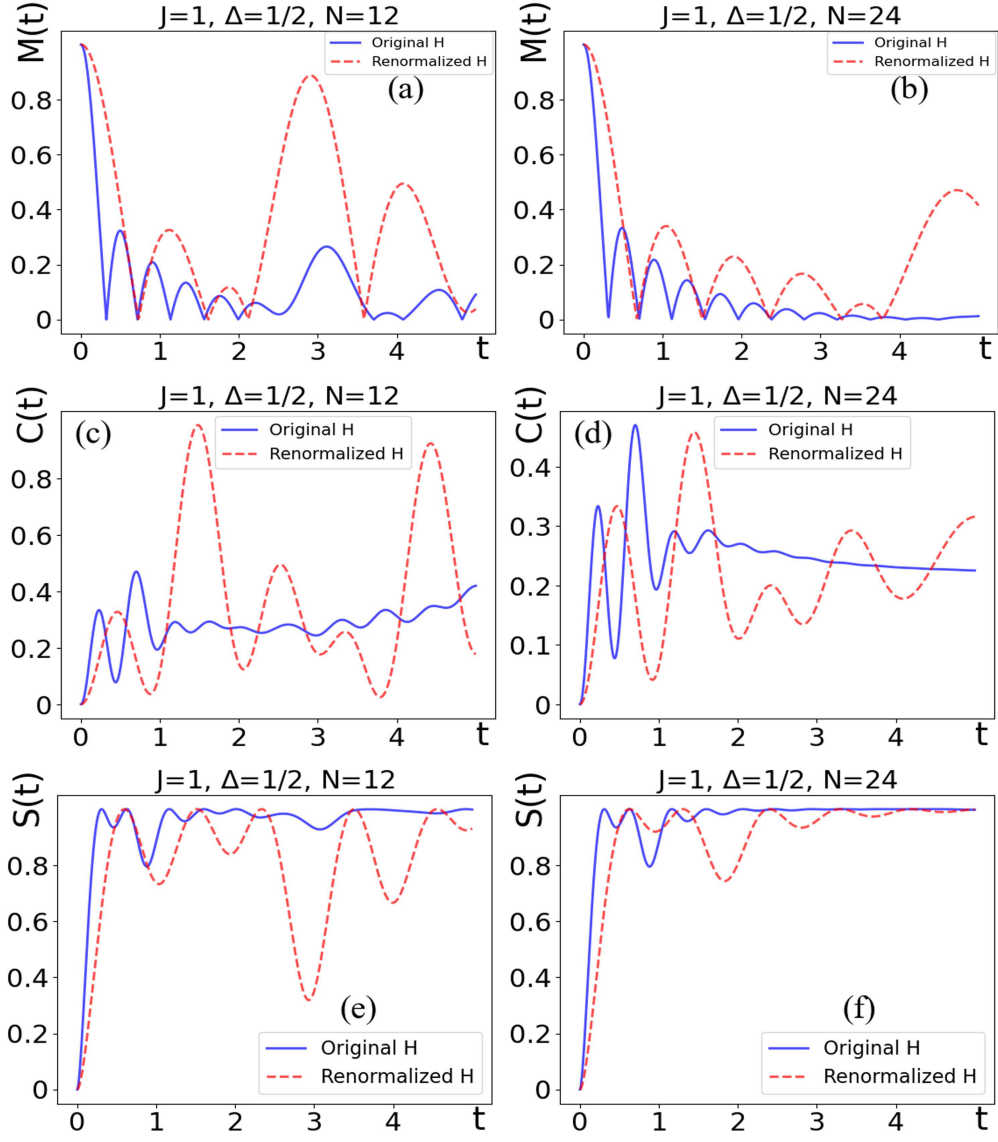 J=1, Δ=1/2, N=12
M(t)
Original H
Renormalized H
(a)
0.8
0.6
0.4
0.2
0
0 1 2 3 4 t
J=1, Δ=1/2, N=24
M(t)
Original H
Renormalized H
(b)
0.8
0.6
0.4
0.2
0
0 1 2 3 4 t
J=1, Δ=1/2, N=12
C(t)
(c)
Original H
Renormalized H
0.8
0.6
0.4
0.2
0
0 1 2 3 4 t
J=1, Δ=1/2, N=24
C(t)
(d)
Original H
Renormalized H
0.4
0.3
0.2
0.1
0
0 1 2 3 4 t
J=1, Δ=1/2, N=12
S(t)
0.8
0.6
0.4
0.2
0
(e)
Original H
Renormalized H
0 1 2 3 4 t
J=1, Δ=1/2, N=24
S(t)
0.8
0.6
0.4
0.2
0
(f)
Original H
Renormalized H
0 1 2 3 4 t